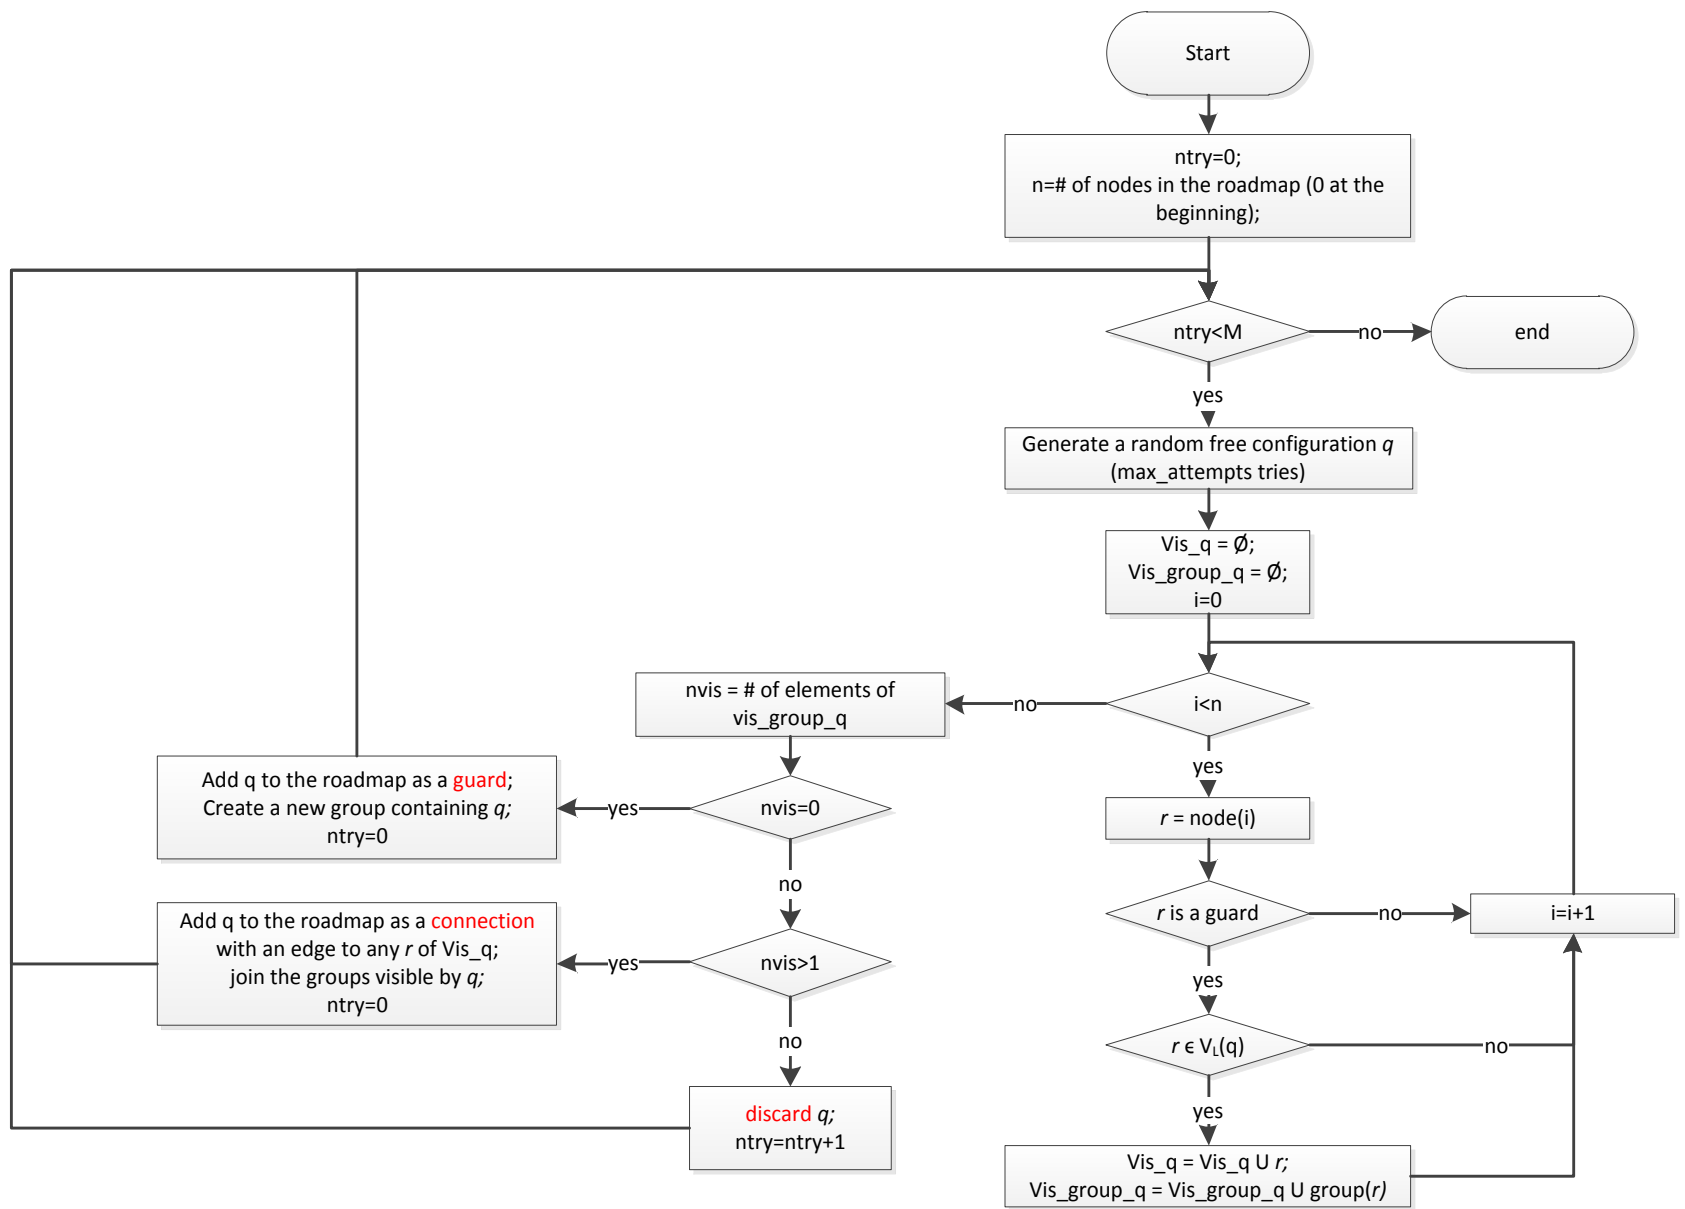 Start
ntry=0;
n=# of nodes in the roadmap (0 at the
beginning);
ntry<M
no
end
yes
Generate a random free configuration q
(max_attempts tries)
Vis_q = Ø;
Vis_group_q = Ø;
i=0
i<n
no
nvis = # of elements of
vis_group_q
yes
r = node(i)
nvis=0
yes
Add q to the roadmap as a guard;
Create a new group containing q;
ntry=0
no
r is a guard
no
i=i+1
nvis>1
yes
Add q to the roadmap as a connection
with an edge to any r of Vis_q;
join the groups visible by q;
ntry=0
yes
no
r ϵ V_L(q)
no
discard q;
ntry=ntry+1
yes
Vis_q = Vis_q U r;
Vis_group_q = Vis_group_q U group(r)